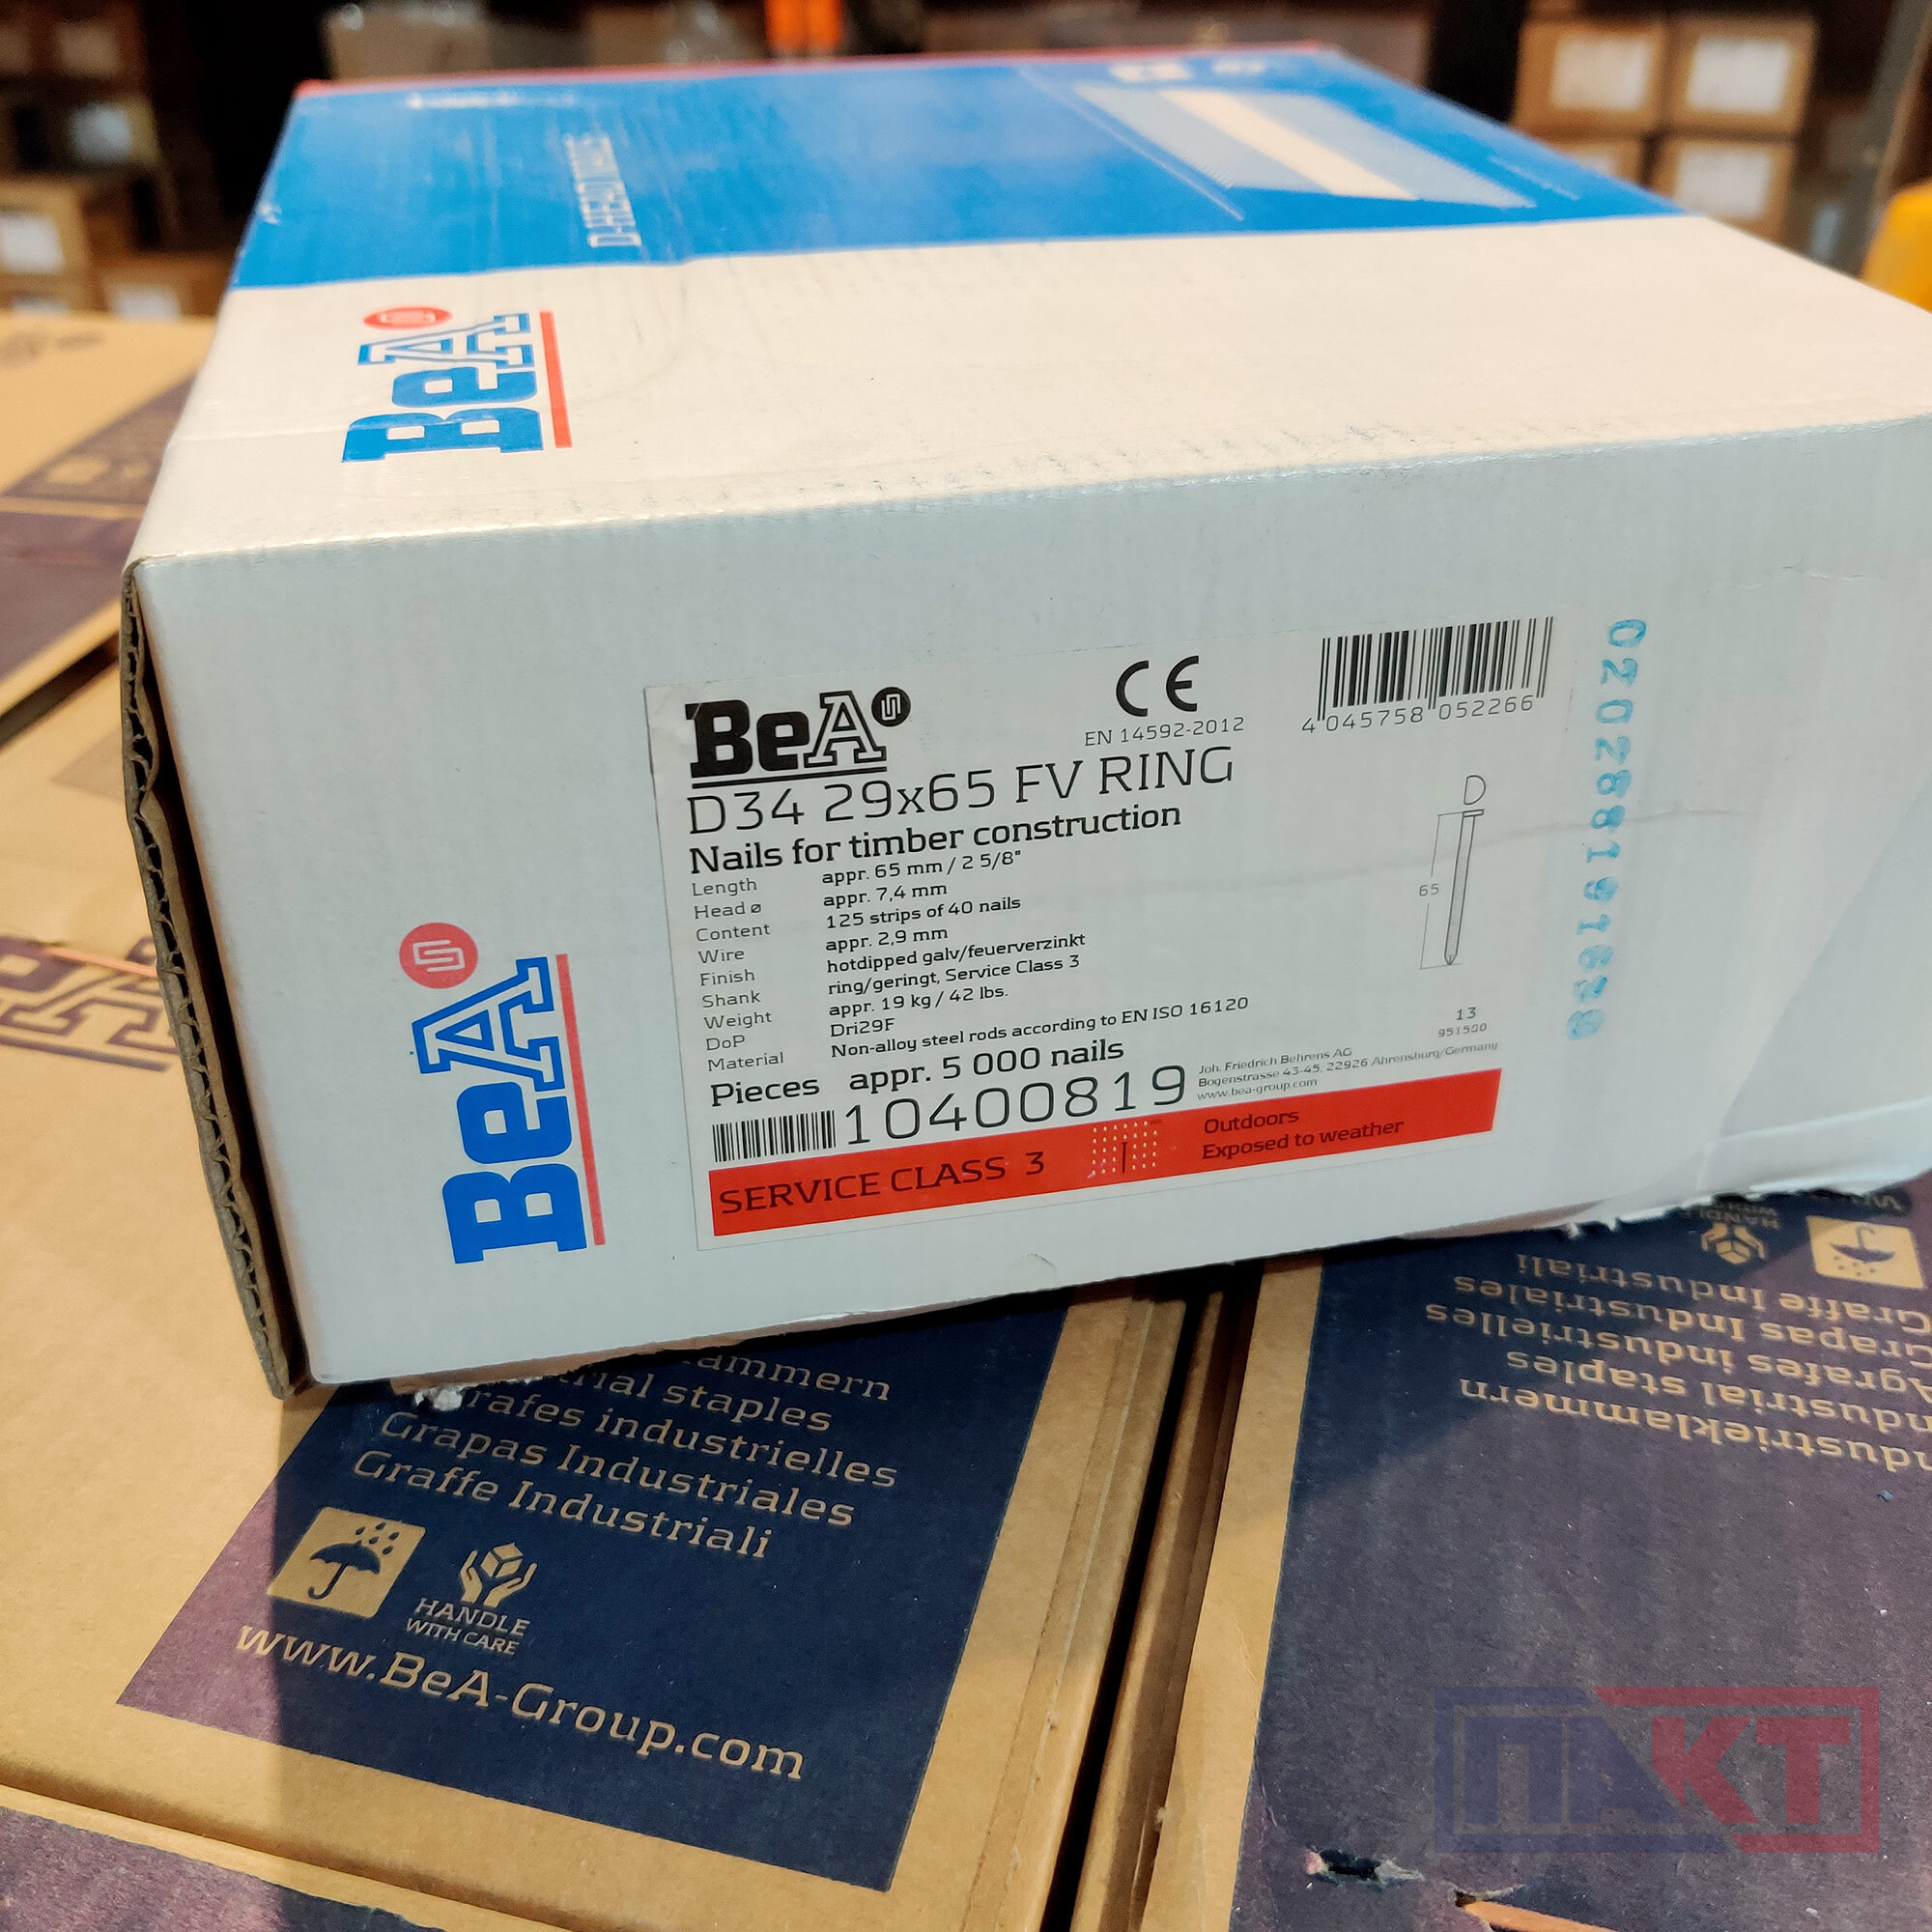 D-HEAD NAILS
BeA
BeA
BeA
CE
EN 14592-2012
4 045758 052266
D34 29x65 FV RING
Nails for timber construction
Length appr. 65 mm / 2 5/8"
Head ø appr. 7,4 mm
Content 125 strips of 40 nails
Wire appr. 2,9 mm
Finish hotdipped galv/feuerverzinkt
Shank ring/geringt, Service Class 3
Weight appr. 19 kg / 42 lbs.
DoP Dri29F
Material Non-alloy steel rods according to EN ISO 16120
Pieces appr. 5 000 nails
10400819
65
13
951500
Joh. Friedrich Behrens AG
Bogenstrasse 43-45, 22926 Ahrensburg/Germany
www.bea-group.com
SERVICE CLASS 3
Outdoors
Exposed to weather
staples
industrielles
Grapas Industriales
Graffe Industriali
HANDLE
WITH CARE
www.BeA-Group.com
HANDLE
Graffe Industriali
Grapas Industriales
Agrafes industrielles
staples
ПАКТ